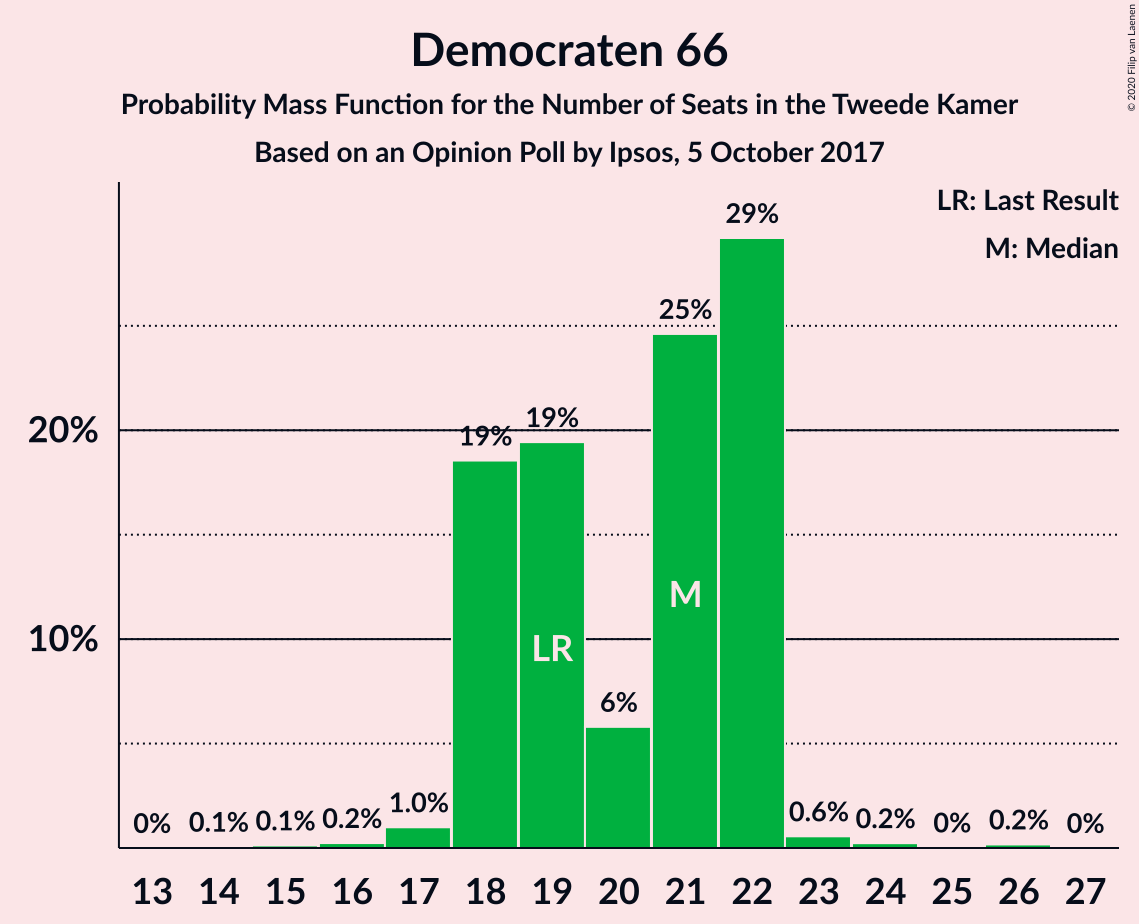 Democraten 66
Probability Mass Function for the Number of Seats in the Tweede Kamer
Based on an Opinion Poll by Ipsos, 5 October 2017
© 2020 Filip van Laenen
LR: Last Result
M: Median
20%
10%
0%
0.1%
0.1%
0.2%
1.0%
19%
19%
6%
25%
29%
0.6%
0.2%
0%
0.2%
0%
LR
M
13 14 15 16 17 18 19 20 21 22 23 24 25 26 27